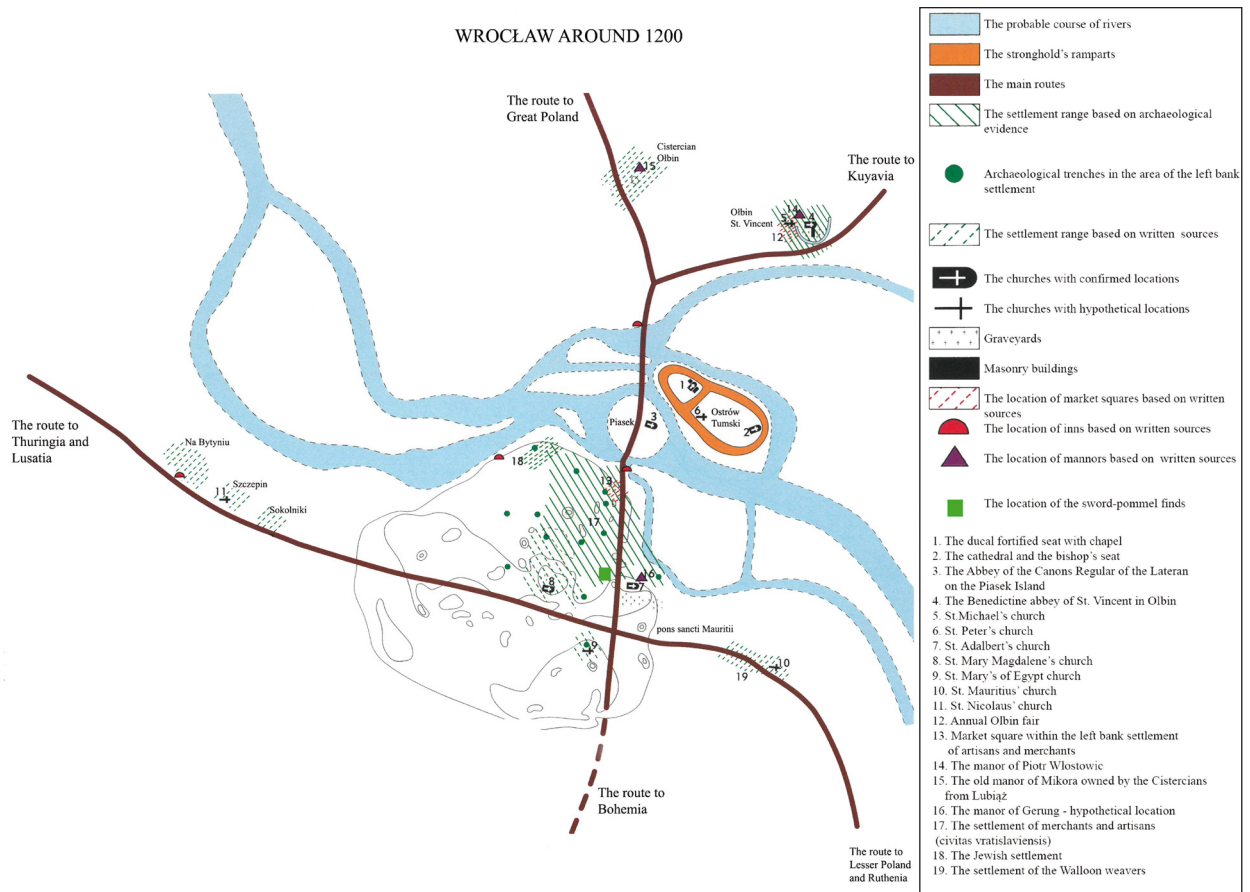 WROCŁAW AROUND 1200
The route to
Great Poland
Cistercian
Ołbin
15
The route to
Kuyavia
Ołbin
St. Vincent
14
5
4
12
The route to
Thuringia and
Lusatia
Na Bytyniu
11
Szczepin
Sokolniki
Piasek
3
1
6
Ostrów
Tumski
2
18
13
17
8
16
7
9
pons sancti Mauritii
10
19
The route to
Bohemia
The route to
Lesser Poland
and Ruthenia
The probable course of rivers
The stronghold's ramparts
The main routes
The settlement range based on archaeological
evidence
Archaeological trenches in the area of the left bank
settlement
The settlement range based on written sources
The churches with confirmed locations
The churches with hypothetical locations
Graveyards
Masonry buildings
The location of market squares based on written
sources
The location of inns based on written sources
The location of mannors based on written sources
The location of the sword-pommel finds
1. The ducal fortified seat with chapel
2. The cathedral and the bishop's seat
3. The Abbey of the Canons Regular of the Lateran
on the Piasek Island
4. The Benedictine abbey of St. Vincent in Olbin
5. St.Michael's church
6. St. Peter's church
7. St. Adalbert's church
8. St. Mary Magdalene's church
9. St. Mary's of Egypt church
10. St. Mauritius' church
11. St. Nicolaus' church
12. Annual Olbin fair
13. Market square within the left bank settlement
of artisans and merchants
14. The manor of Piotr Włostowic
15. The old manor of Mikora owned by the Cistercians
from Lubiąż
16. The manor of Gerung - hypothetical location
17. The settlement of merchants and artisans
(civitas vratislaviensis)
18. The Jewish settlement
19. The settlement of the Walloon weavers